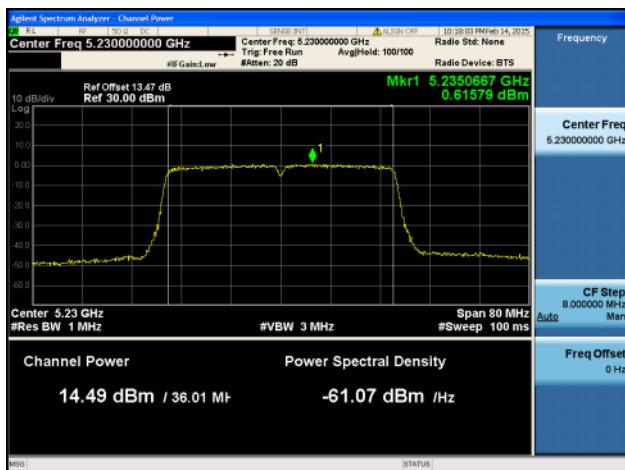 Agilent Spectrum Analyzer - Channel Power
RL RF 50 Ω DC SENSE:INT ALIGN OFF 10:18:03 PM Feb 14, 2015
Center Freq 5.230000000 GHz
Center Freq: 5.230000000 GHz
Radio Std: None
Trig: Free Run Avg|Hold: 100/100
#IFGain:Low #Atten: 20 dB Radio Device: BTS
Frequency
Mkr1 5.2350667 GHz
0.61579 dBm
Ref Offset 13.47 dB
10 dB/div Ref 30.00 dBm
Log
20.0
10.0
0.00
-10.0
-20.0
-30.0
-40.0
-50.0
-60.0
1
Center 5.23 GHz Span 80 MHz
#Res BW 1 MHz #VBW 3 MHz #Sweep 100 ms
Channel Power Power Spectral Density
14.49 dBm / 36.01 MH -61.07 dBm /Hz
Center Freq
5.230000000 GHz
CF Step
8.000000 MHz
Auto Man
Freq Offset
0 Hz
MSG STATUS